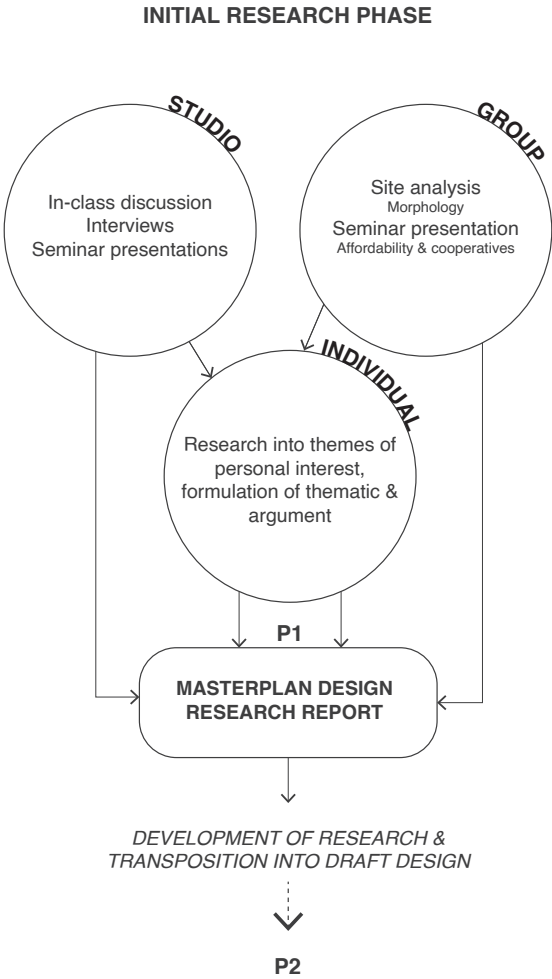 INITIAL RESEARCH PHASE
STUDIO
In-class discussion
Interviews
Seminar presentations
GROUP
Site analysis
Morphology
Seminar presentation
Affordability & cooperatives
INDIVIDUAL
Research into themes of
personal interest,
formulation of thematic &
argument
P1
MASTERPLAN DESIGN
RESEARCH REPORT
DEVELOPMENT OF RESEARCH &
TRANSPOSITION INTO DRAFT DESIGN
P2